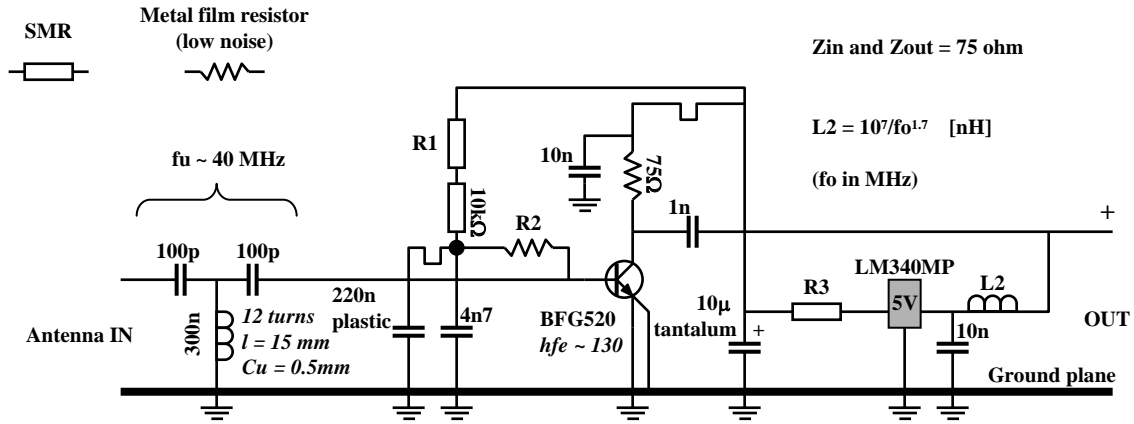 SMR
Metal film resistor
(low noise)
Zin and Zout = 75 ohm
L2 = 10⁷/fo¹·⁷ [nH]
(fo in MHz)
fu ~ 40 MHz
R1
10n
75Ω
10kΩ
R2
1n
+
100p
100p
LM340MP
220n
plastic
4n7
BFG520
hfe ~ 130
10µ
tantalum
+
R3
5V
L2
10n
Antenna IN
300n
12 turns
l = 15 mm
Cu = 0.5mm
OUT
Ground plane